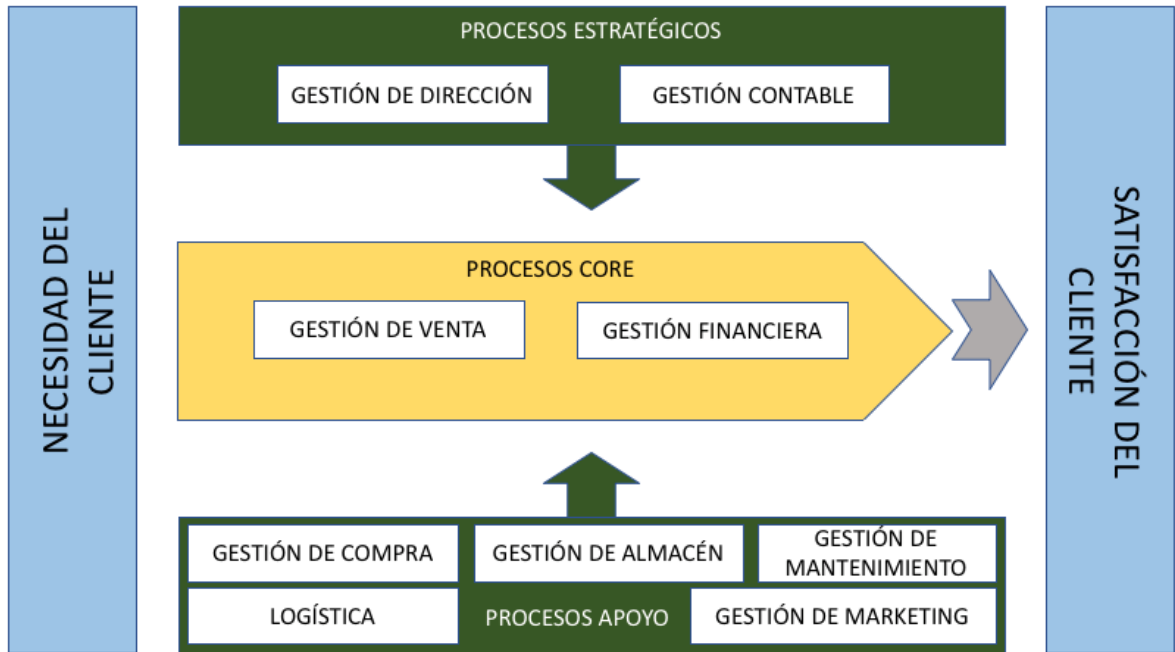 NECESIDAD DEL
CLIENTE
PROCESOS ESTRATÉGICOS
GESTIÓN DE DIRECCIÓN
GESTIÓN CONTABLE
PROCESOS CORE
GESTIÓN DE VENTA
GESTIÓN FINANCIERA
GESTIÓN DE COMPRA
GESTIÓN DE ALMACÉN
GESTIÓN DE
MANTENIMIENTO
LOGÍSTICA
PROCESOS APOYO
GESTIÓN DE MARKETING
SATISFACCIÓN DEL
CLIENTE